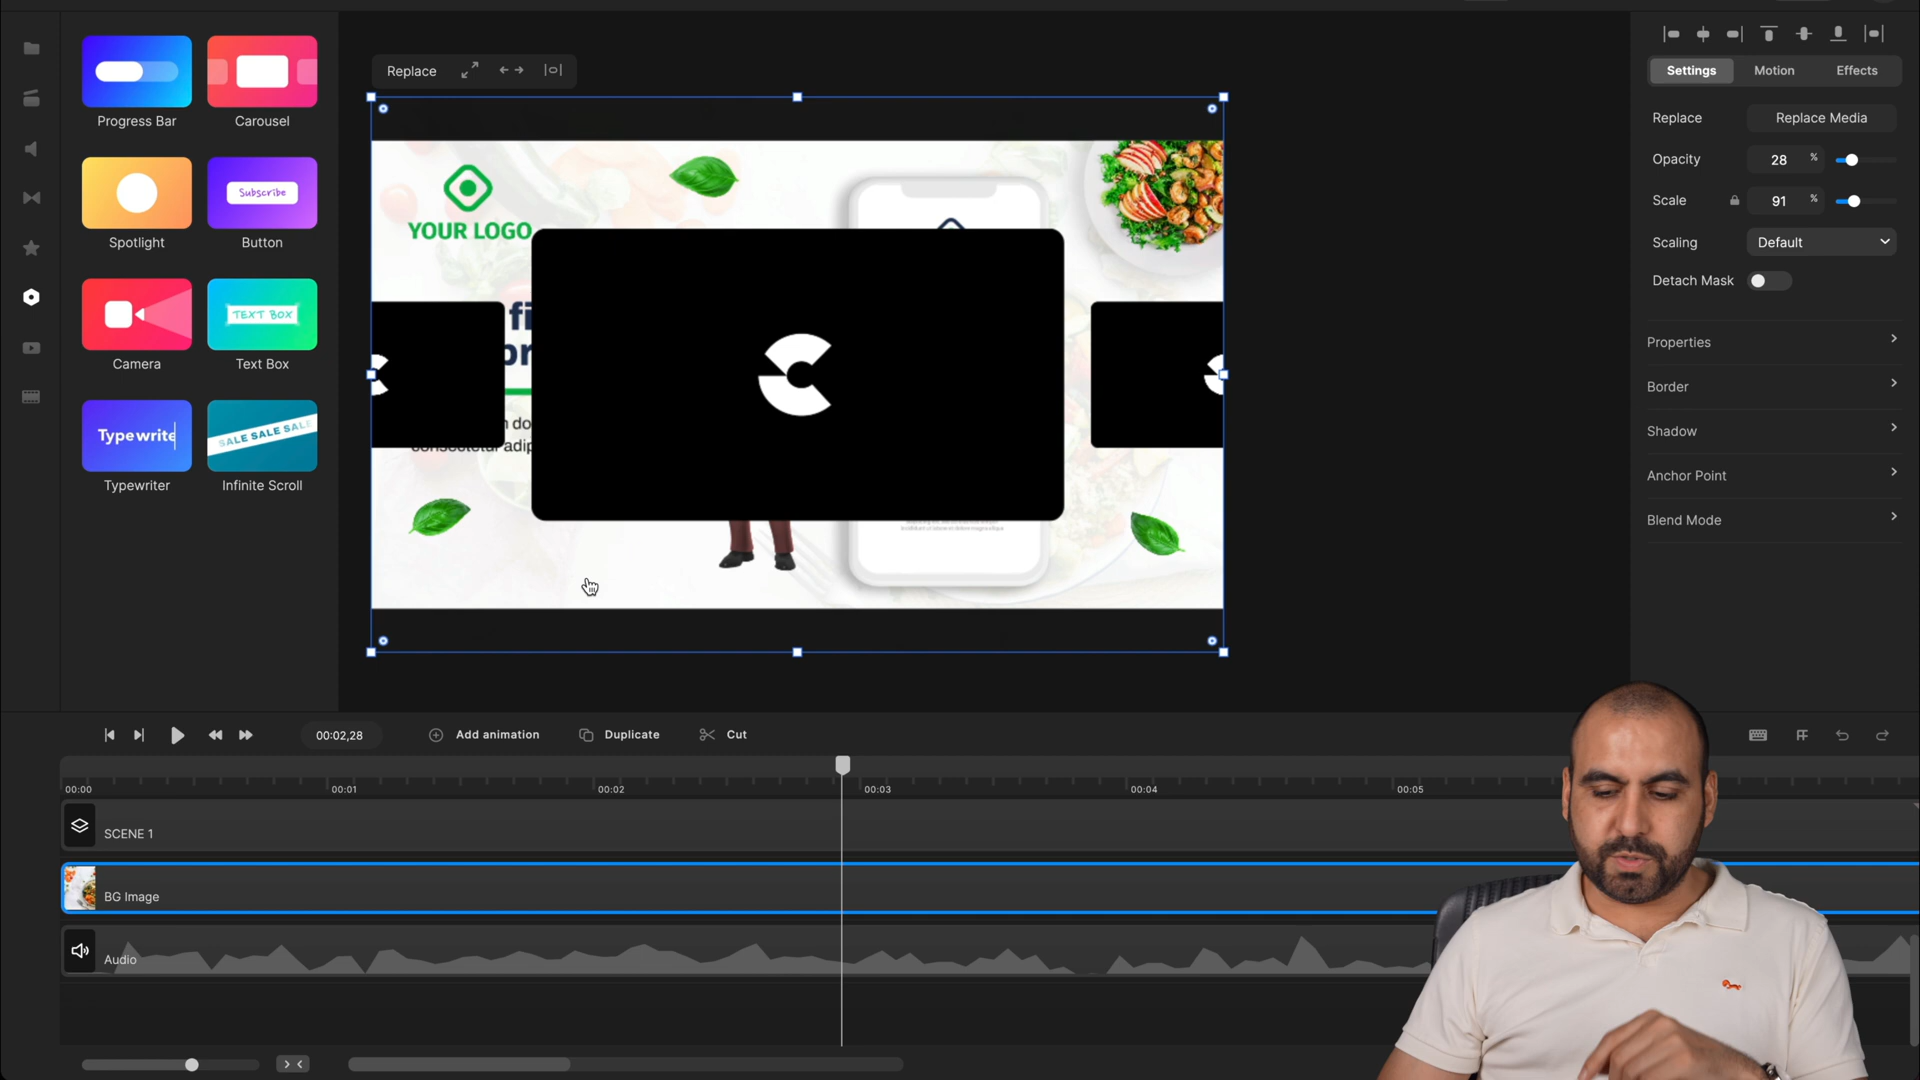 Progress Bar
Carousel
Spotlight
Subscribe
Button
Camera
TEXT BOX
Text Box
Typewrite
Typewriter
SALE SALE SALE
Infinite Scroll
Replace
YOUR LOGO
fi
consectetur adip
Settings
Motion
Effects
Replace
Replace Media
Opacity
28 %
Scale
91 %
Scaling
Default
Detach Mask
Properties
Border
Shadow
Anchor Point
Blend Mode
00:02,28
Add animation
Duplicate
Cut
00:00
00:01
00:02
00:03
00:04
00:05
SCENE 1
BG Image
Audio